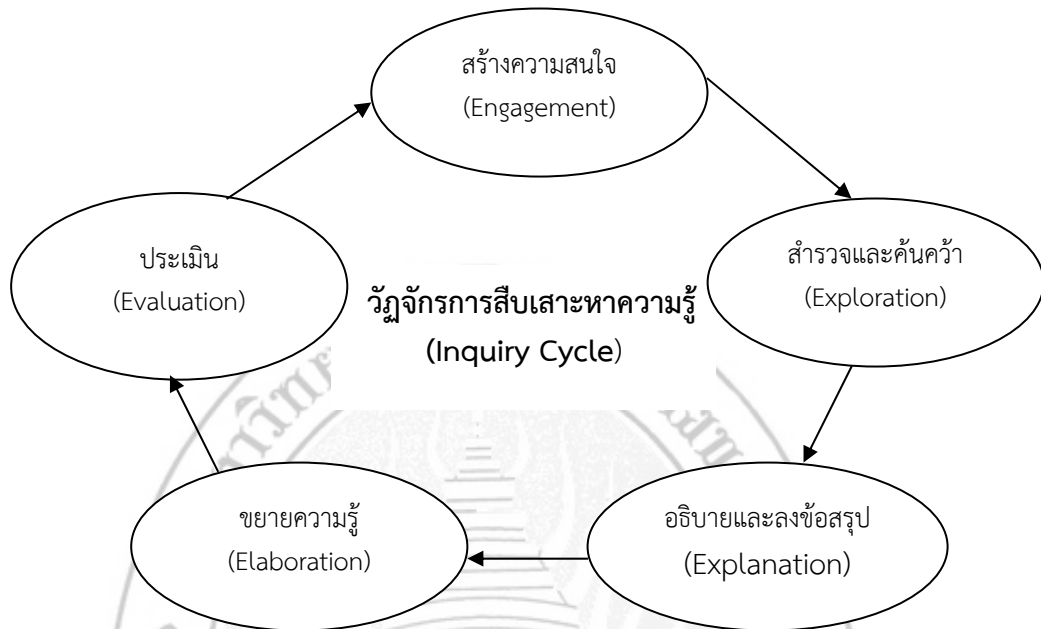 สร้างความสนใจ
(Engagement)
สำรวจและค้นคว้า
(Exploration)
ประเมิน
(Evaluation)
วัฏจักรการสืบเสาะหาความรู้
(Inquiry Cycle)
ขยายความรู้
(Elaboration)
อธิบายและลงข้อสรุป
(Explanation)